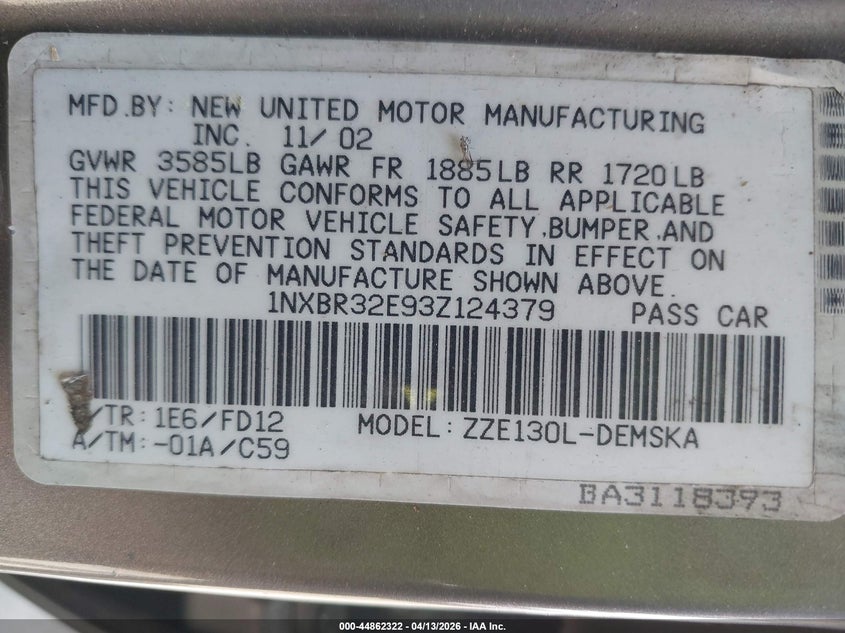 MFD.BY: NEW UNITED MOTOR MANUFACTURING
INC. 11/ 02
GVWR 3585LB GAWR FR 1885LB RR 1720LB
THIS VEHICLE CONFORMS TO ALL APPLICABLE
FEDERAL MOTOR VEHICLE SAFETY,BUMPER,AND
THEFT PREVENTION STANDARDS IN EFFECT ON
THE DATE OF MANUFACTURE SHOWN ABOVE.
1NXBR32E93Z124379 PASS CAR
/TR: 1E6/FD12 MODEL: ZZE130L-DEMSKA
A/TM: -01A/C59
BA3118393
000-44862322 | 04/13/2026 - IAA Inc.